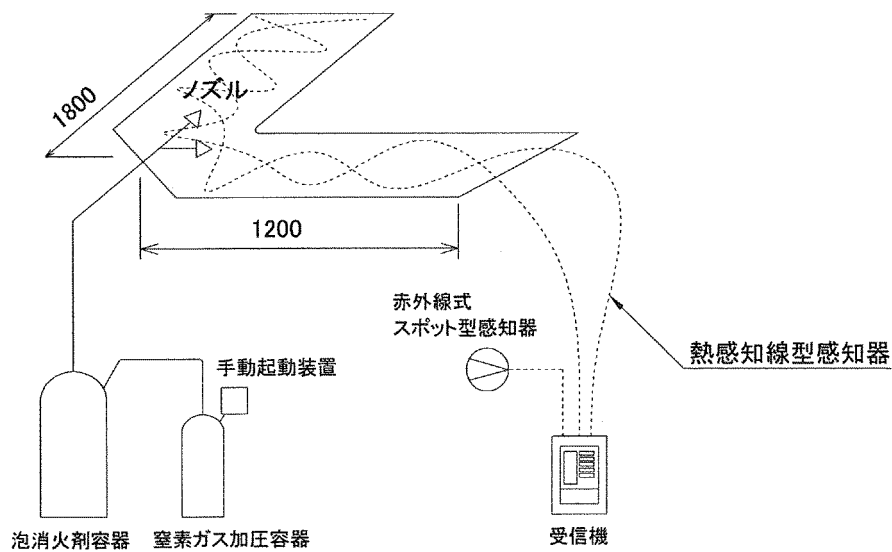 1800
ノズル
1200
赤外線式
スポット型感知器
熱感知線型感知器
手動起動装置
泡消火剤容器
窒素ガス加圧容器
受信機